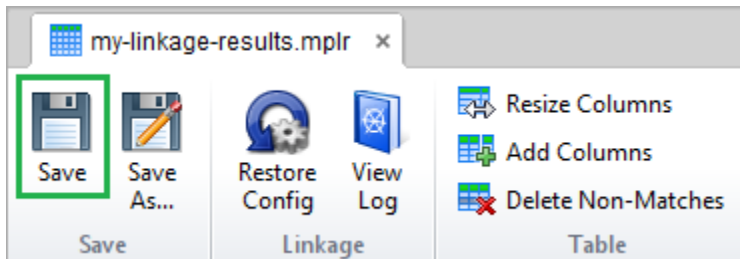 my-linkage-results.mplr ×
Save
Save
As...
Save
Restore
Config
View
Log
Linkage
Resize Columns
Add Columns
Delete Non-Matches
Table